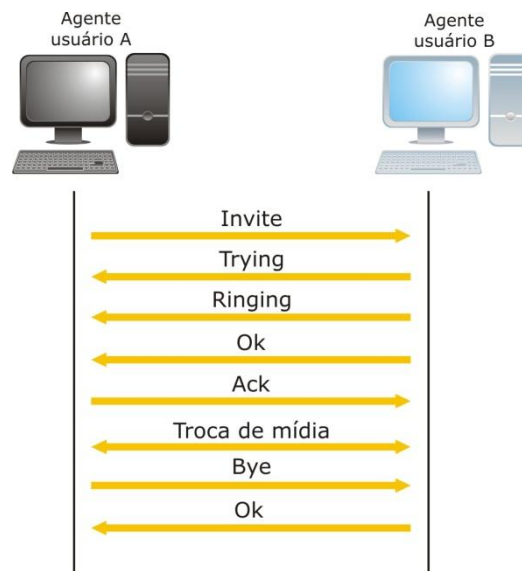 Agente
usuário A
Agente
usuário B
Invite
Trying
Ringing
Ok
Ack
Troca de mídia
Bye
Ok